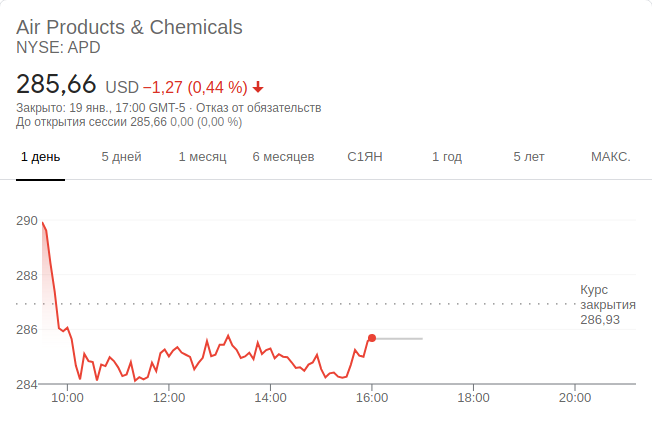 Air Products & Chemicals
NYSE: APD
285,66 USD −1,27 (0,44 %)
Закрыто: 19 янв., 17:00 GMT-5 · Отказ от обязательств
До открытия сессии 285,66 0,00 (0,00 %)
1 день 5 дней 1 месяц 6 месяцев С1ЯН 1 год 5 лет МАКС.
290
288
Курс
закрытия
286,93
286
284
10:00 12:00 14:00 16:00 18:00 20:00